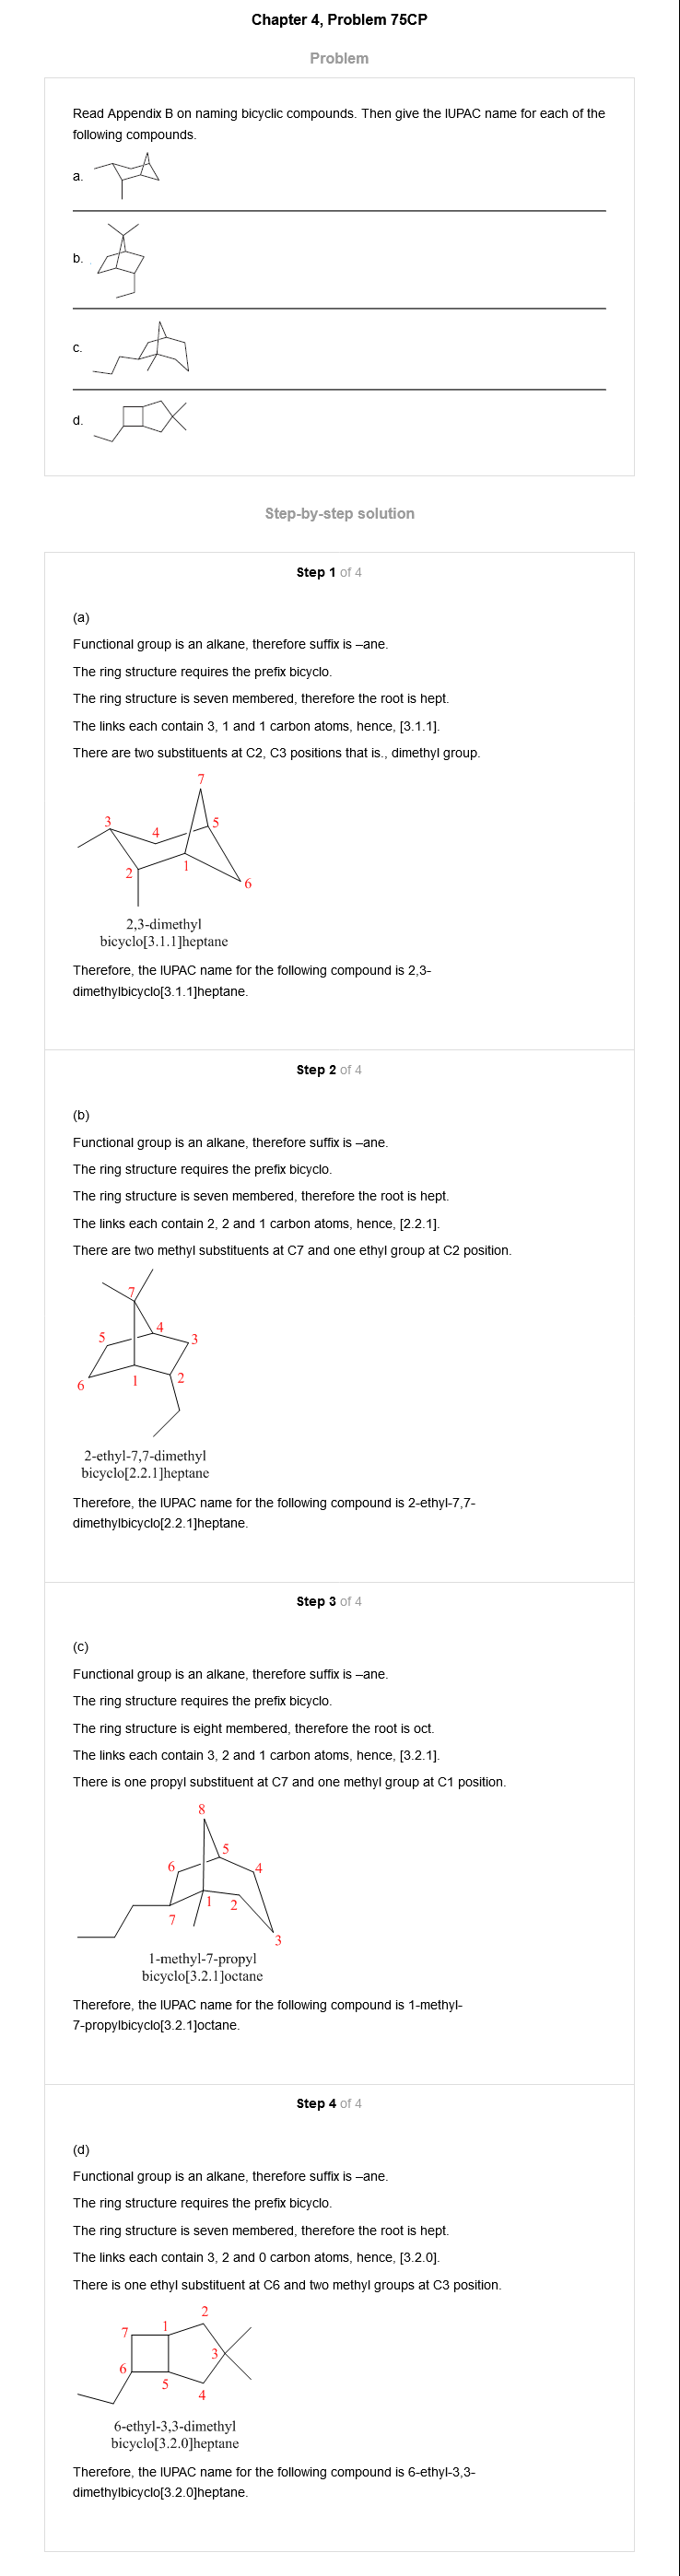 Chapter 4, Problem 75CP
Problem
Read Appendix B on naming bicyclic compounds. Then give the IUPAC name for each of the
following compounds.
a.
b.
c.
d.
Step-by-step solution
Step 1 of 4
(a)
Functional group is an alkane, therefore suffix is –ane.
The ring structure requires the prefix bicyclo.
The ring structure is seven membered, therefore the root is hept.
The links each contain 3, 1 and 1 carbon atoms, hence, [3.1.1].
There are two substituents at C2, C3 positions that is., dimethyl group.
7
3
4
5
2
1
6
2,3-dimethyl
bicyclo[3.1.1]heptane
Therefore, the IUPAC name for the following compound is 2,3-
dimethylbicyclo[3.1.1]heptane.
Step 2 of 4
(b)
Functional group is an alkane, therefore suffix is –ane.
The ring structure requires the prefix bicyclo.
The ring structure is seven membered, therefore the root is hept.
The links each contain 2, 2 and 1 carbon atoms, hence, [2.2.1].
There are two methyl substituents at C7 and one ethyl group at C2 position.
7
4
5
3
6
1
2
2-ethyl-7,7-dimethyl
bicyclo[2.2.1]heptane
Therefore, the IUPAC name for the following compound is 2-ethyl-7,7-
dimethylbicyclo[2.2.1]heptane.
Step 3 of 4
(c)
Functional group is an alkane, therefore suffix is –ane.
The ring structure requires the prefix bicyclo.
The ring structure is eight membered, therefore the root is oct.
The links each contain 3, 2 and 1 carbon atoms, hence, [3.2.1].
There is one propyl substituent at C7 and one methyl group at C1 position.
8
5
6
4
1
2
7
3
1-methyl-7-propyl
bicyclo[3.2.1]octane
Therefore, the IUPAC name for the following compound is 1-methyl-
7-propylbicyclo[3.2.1]octane.
Step 4 of 4
(d)
Functional group is an alkane, therefore suffix is –ane.
The ring structure requires the prefix bicyclo.
The ring structure is seven membered, therefore the root is hept.
The links each contain 3, 2 and 0 carbon atoms, hence, [3.2.0].
There is one ethyl substituent at C6 and two methyl groups at C3 position.
2
7
1
3
6
5
4
6-ethyl-3,3-dimethyl
bicyclo[3.2.0]heptane
Therefore, the IUPAC name for the following compound is 6-ethyl-3,3-
dimethylbicyclo[3.2.0]heptane.